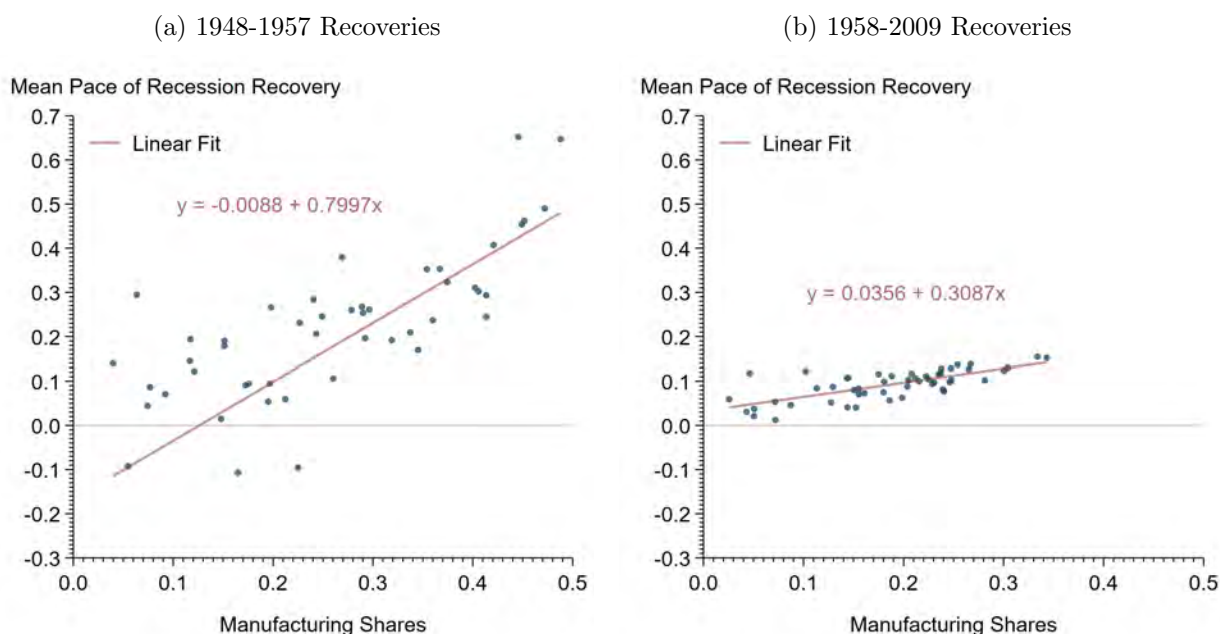 (a) 1948-1957 Recoveries
Mean Pace of Recession Recovery
0.7
0.6
0.5
0.4
0.3
0.2
0.1
0.0
-0.1
-0.2
-0.3
Linear Fit
y = -0.0088 + 0.7997x
0.0 0.1 0.2 0.3 0.4 0.5
Manufacturing Shares
(b) 1958-2009 Recoveries
Mean Pace of Recession Recovery
0.7
0.6
0.5
0.4
0.3
0.2
0.1
0.0
-0.1
-0.2
-0.3
Linear Fit
y = 0.0356 + 0.3087x
0.0 0.1 0.2 0.3 0.4 0.5
Manufacturing Shares